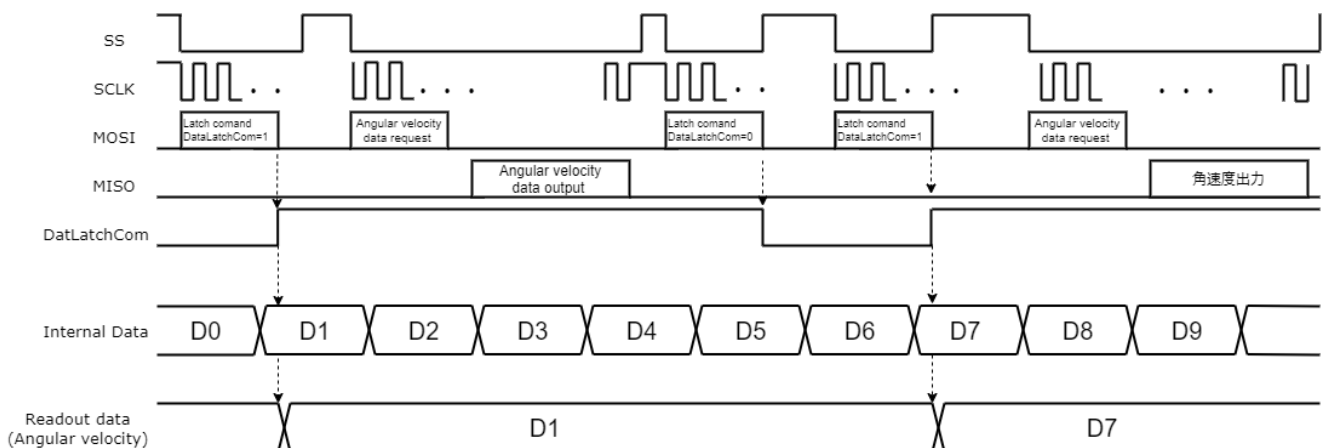 SS
SCLK
MOSI
Latch comand
DataLatchCom=1
Angular velocity
data request
Latch comand
DataLatchCom=0
Latch comand
DataLatchCom=1
Angular velocity
data request
MISO
Angular velocity
data output
角速度出力
DatLatchCom
Internal Data
D0
D1
D2
D3
D4
D5
D6
D7
D8
D9
Readout data
(Angular velocity)
D1
D7